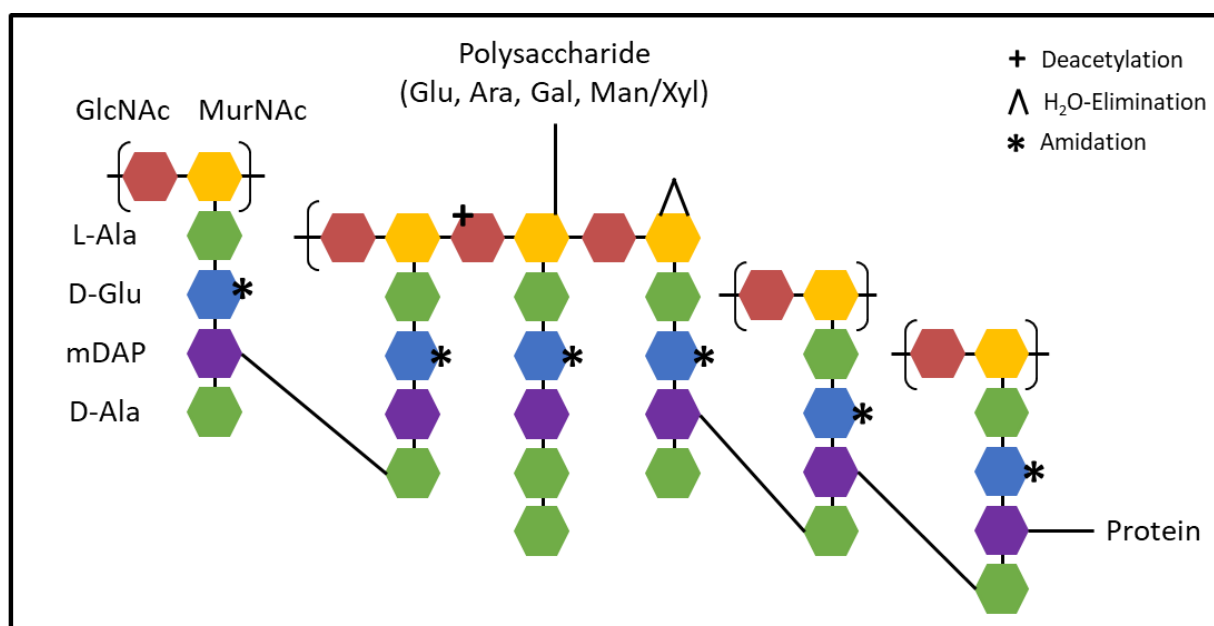 Polysaccharide
(Glu, Ara, Gal, Man/Xyl)
+ Deacetylation
H₂O-Elimination
* Amidation
GlcNAc MurNAc
L-Ala
D-Glu
mDAP
D-Ala
Protein